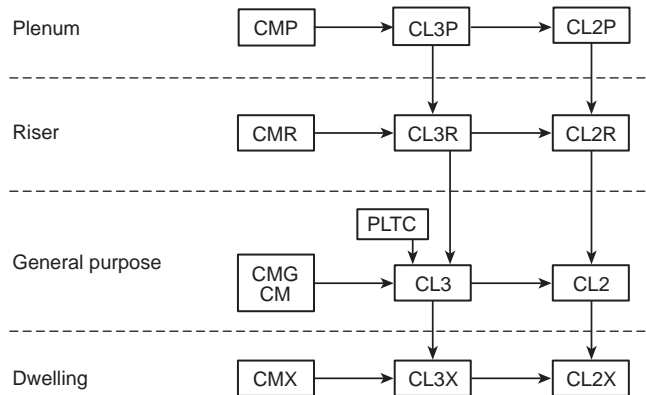 Plenum
CMP
CL3P
CL2P
Riser
CMR
CL3R
CL2R
PLTC
General purpose
CMG
CM
CL3
CL2
Dwelling
CMX
CL3X
CL2X